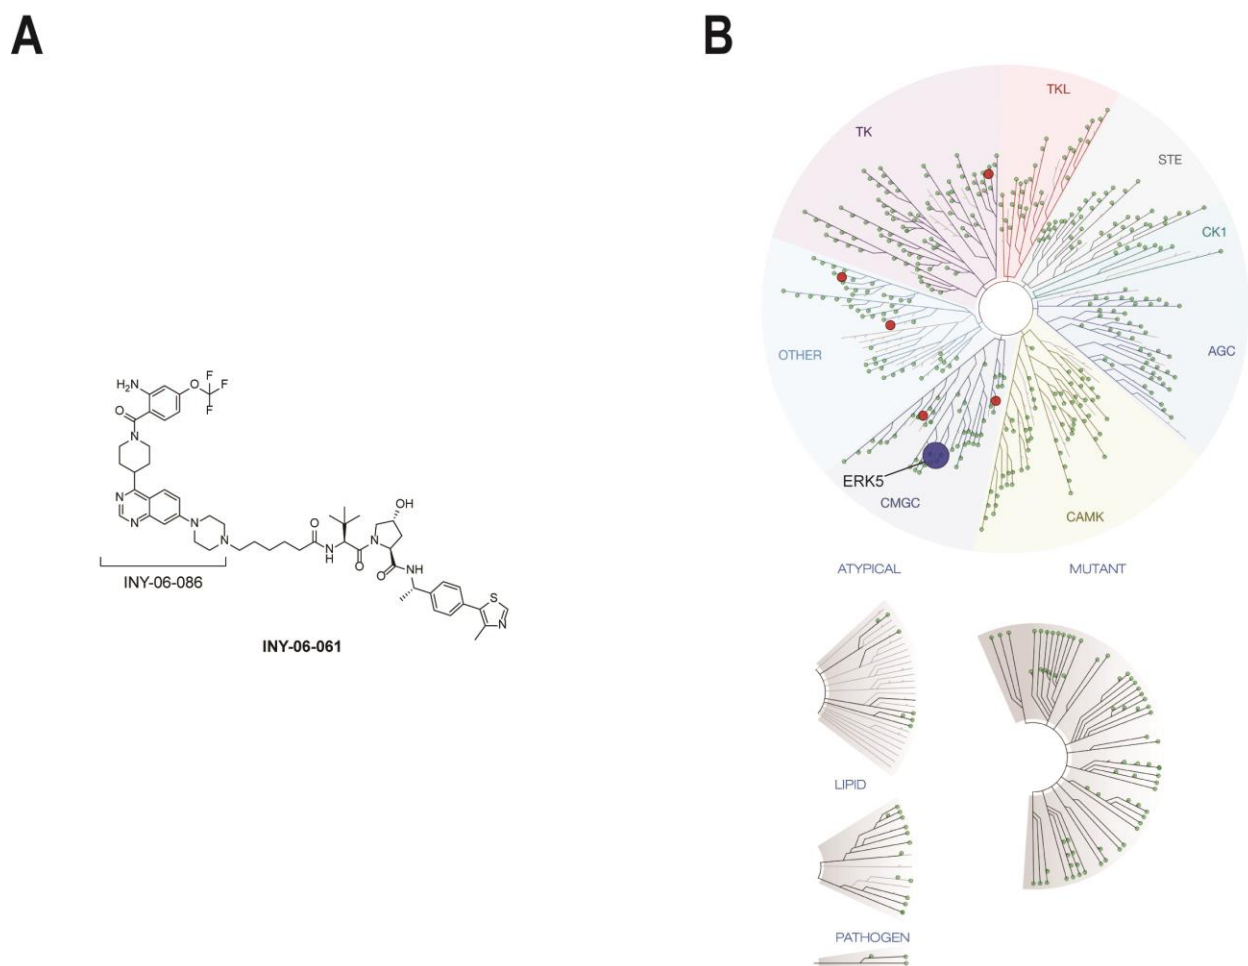 A
B
TKL
TK
STE
CK1
OTHER
AGC
ERK5
CMGC
CAMK
H₂N
O
F
F
F
O
N
N
N
N
N
O
N
H
O
N
OH
O
NH
S
N
INY-06-086
INY-06-061
ATYPICAL
MUTANT
LIPID
PATHOGEN